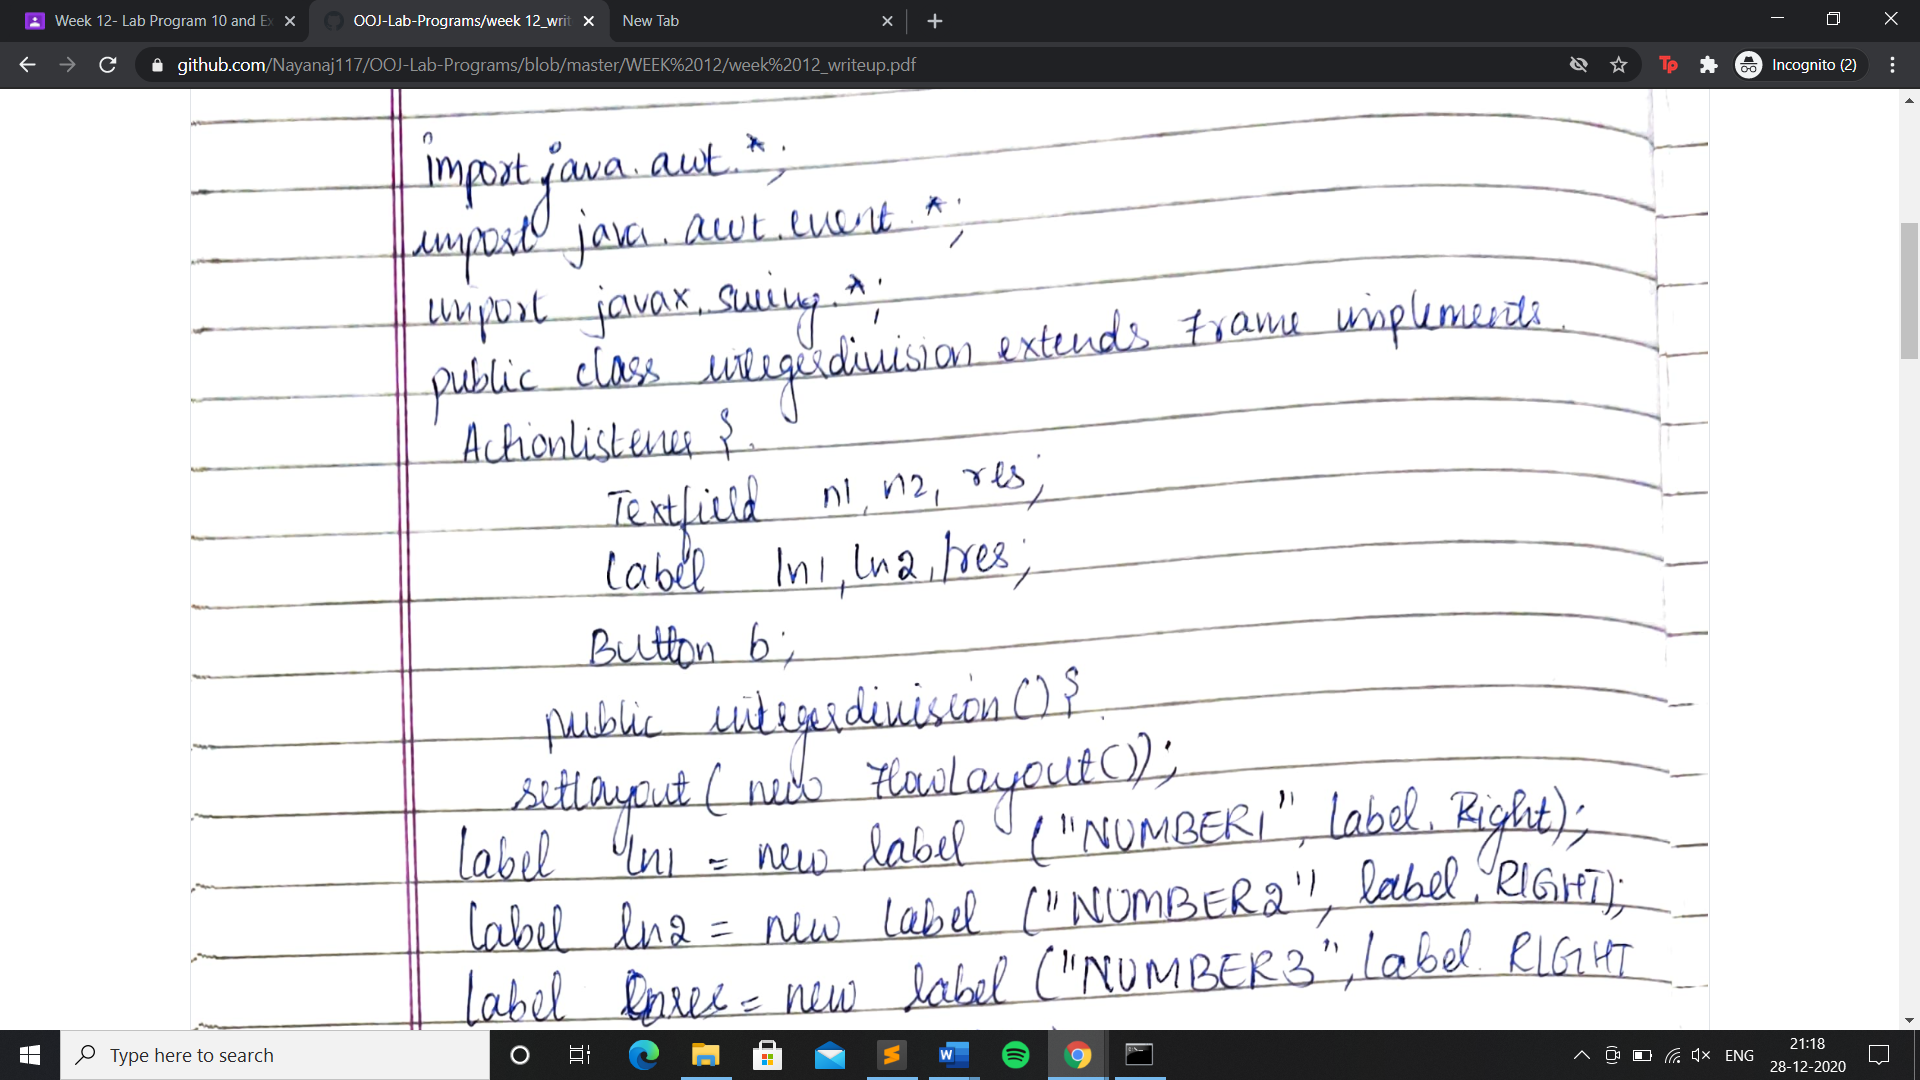 Week 12- Lab Program 10 and Ex
OOJ-Lab-Programs/week 12_writ
New Tab
github.com/Nayanaj117/OOJ-Lab-Programs/blob/master/WEEK%2012/week%2012_writeup.pdf
Incognito (2)
import java.awt.*;
import java.awt.event.*;
import javax.swing.*;
public class integerdivision extends Frame implements
Actionlistener {
Textfield n1, n2, res;
Label ln1, ln2, lres;
Button b;
public integerdivision() {
setlayout ( new FlowLayout());
label ln1 = new label ("NUMBER1", label. Right);
label ln2 = new label ("NUMBER2"), label. RIGHT);
label = new label ("NUMBER3", label. RIGHT
Type here to search
ENG
21:18
28-12-2020